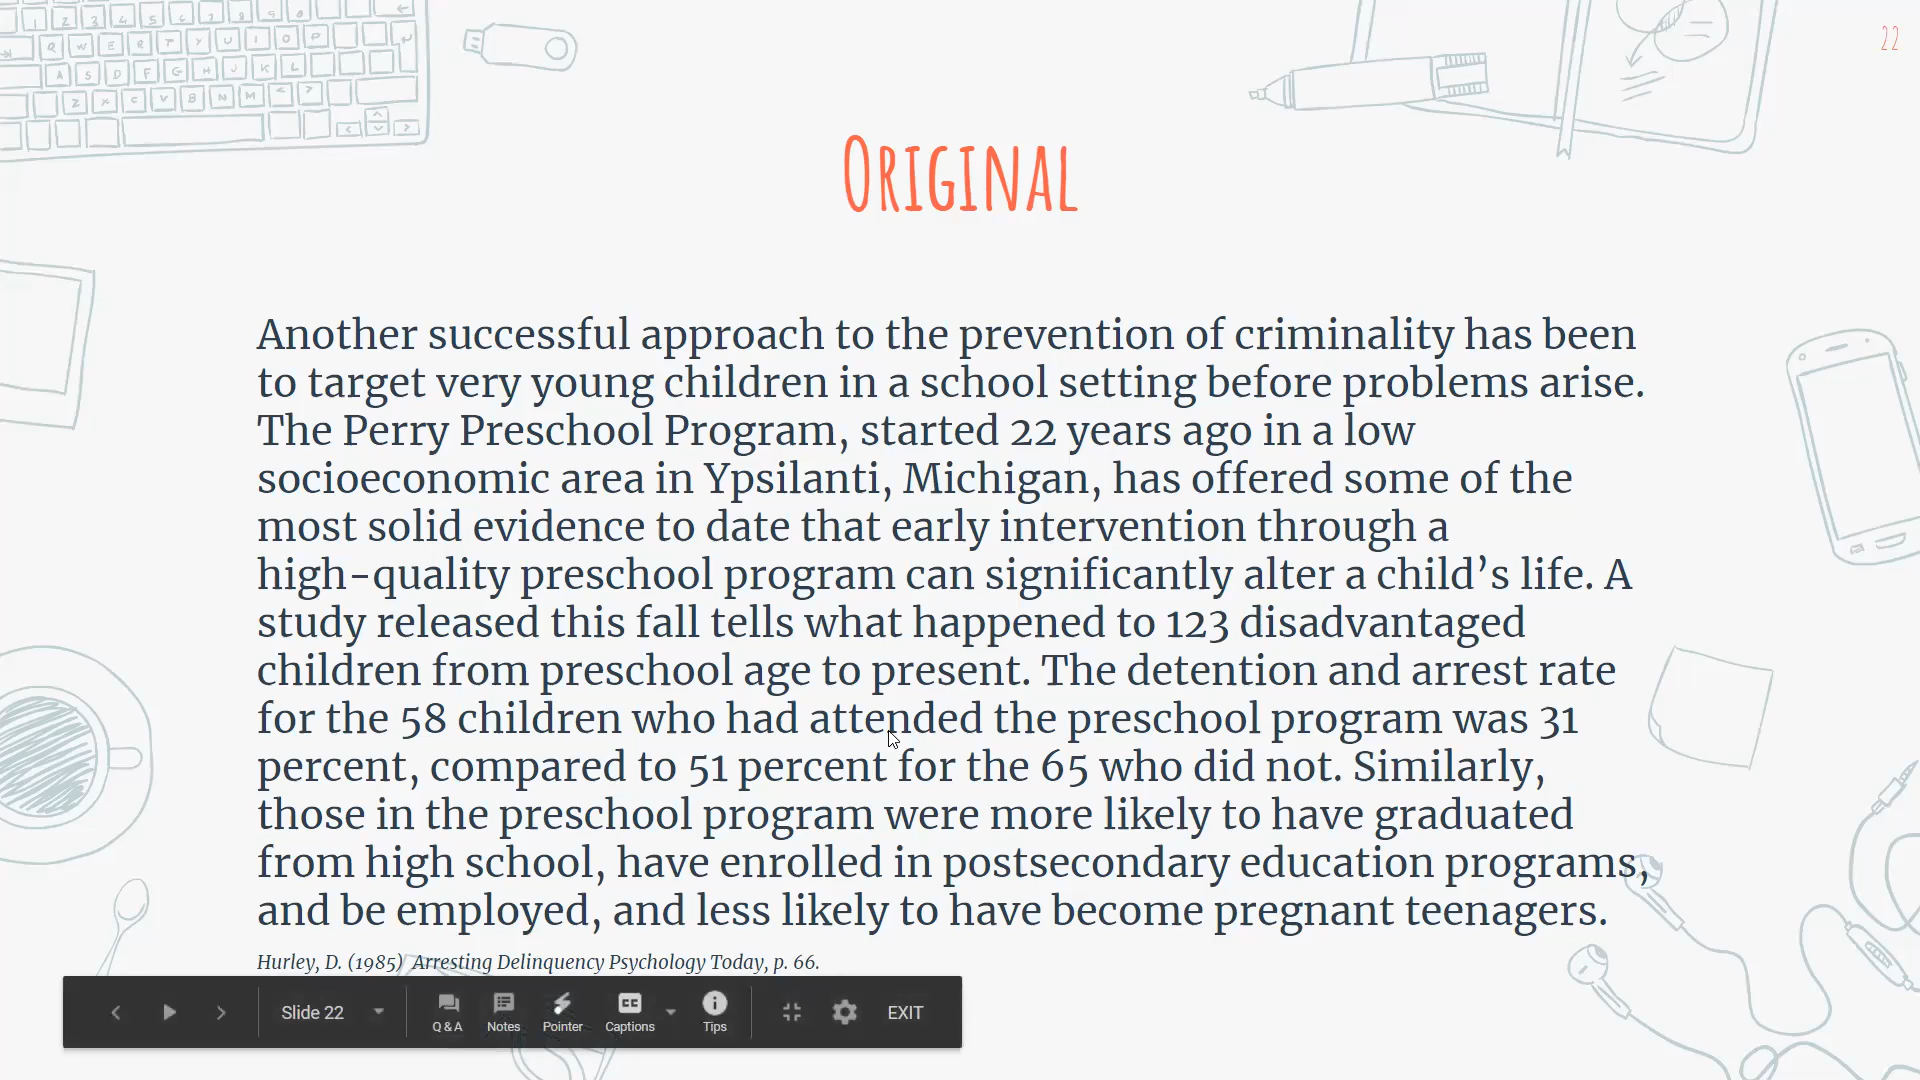 22
Original
Another successful approach to the prevention of criminality has been
to target very young children in a school setting before problems arise.
The Perry Preschool Program, started 22 years ago in a low
socioeconomic area in Ypsilanti, Michigan, has offered some of the
most solid evidence to date that early intervention through a
high-quality preschool program can significantly alter a child’s life. A
study released this fall tells what happened to 123 disadvantaged
children from preschool age to present. The detention and arrest rate
for the 58 children who had attended the preschool program was 31
percent, compared to 51 percent for the 65 who did not. Similarly,
those in the preschool program were more likely to have graduated
from high school, have enrolled in postsecondary education programs,
and be employed, and less likely to have become pregnant teenagers.
Hurley, D. (1985) Arresting Delinquency Psychology Today, p. 66.
Slide 22 Q & A Notes Pointer Captions Tips EXIT